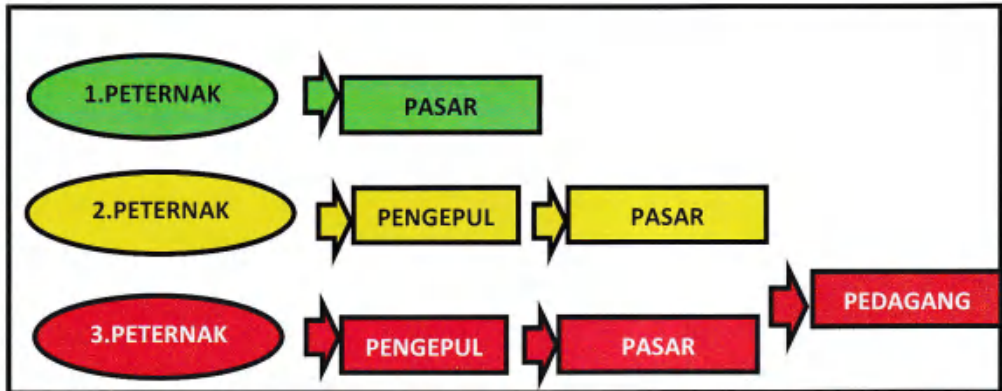 1.PETERNAK
PASAR
2.PETERNAK
PENGEPUL
PASAR
3.PETERNAK
PENGEPUL
PASAR
PEDAGANG